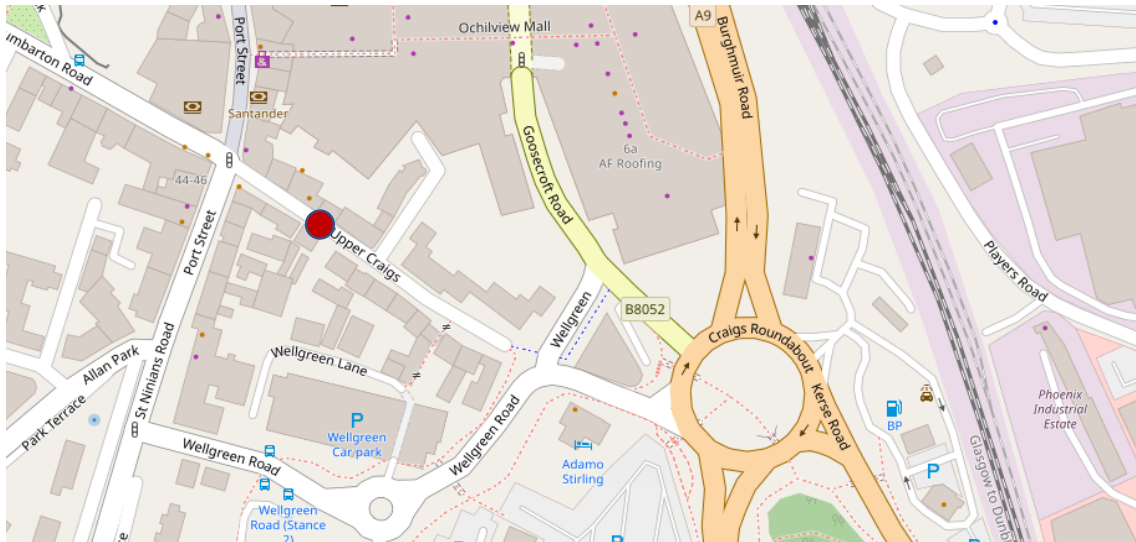 Ochilview Mall
A9
Port Street
Burghmuir Road
umbarton Road
Santander
Goosecroft Road
6a
AF Roofing
44-46
Port Street
Upper Craigs
Players Road
Wellgreen
B8052
Craigs Roundabout
Allan Park
St Ninians Road
Wellgreen Lane
Kerse Road
Phoenix
Industrial
Estate
Park Terrace
P
Wellgreen
Car park
BP
Wellgreen Road
Wellgreen Road
Adamo
Stirling
P
Glasgow to Dunb
Wellgreen
Road (Stance
2)
P
P